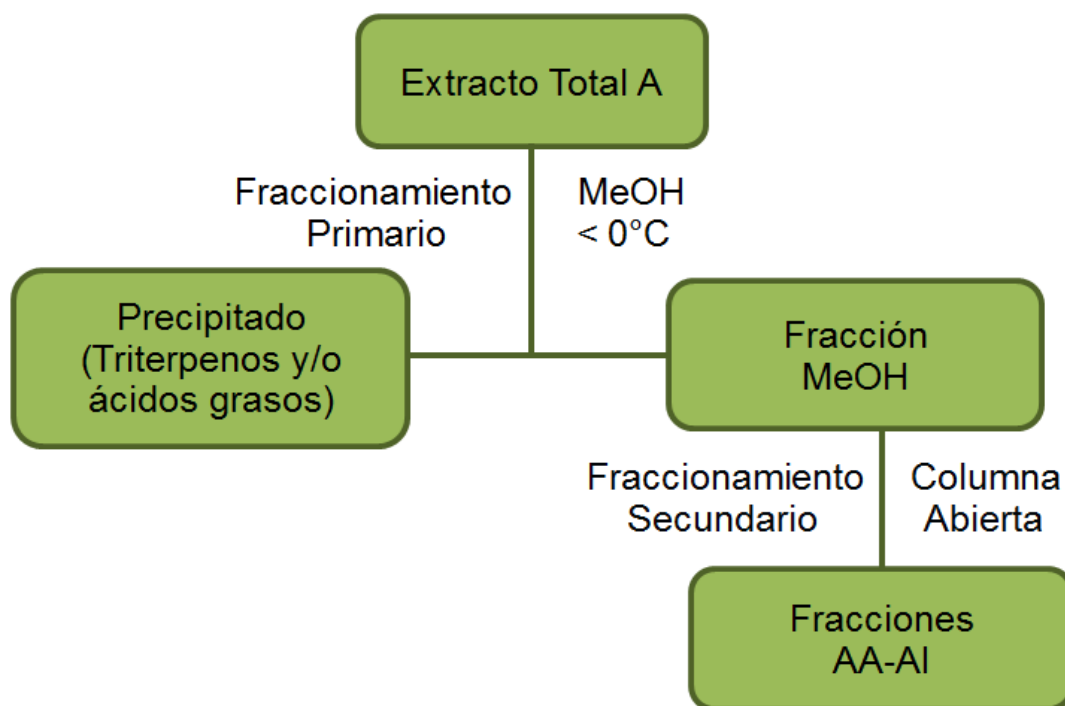 Extracto Total A
Fraccionamiento
Primario
MeOH
< 0°C
Precipitado
(Triterpenos y/o
ácidos grasos)
Fracción
MeOH
Fraccionamiento
Secundario
Columna
Abierta
Fracciones
AA-AI